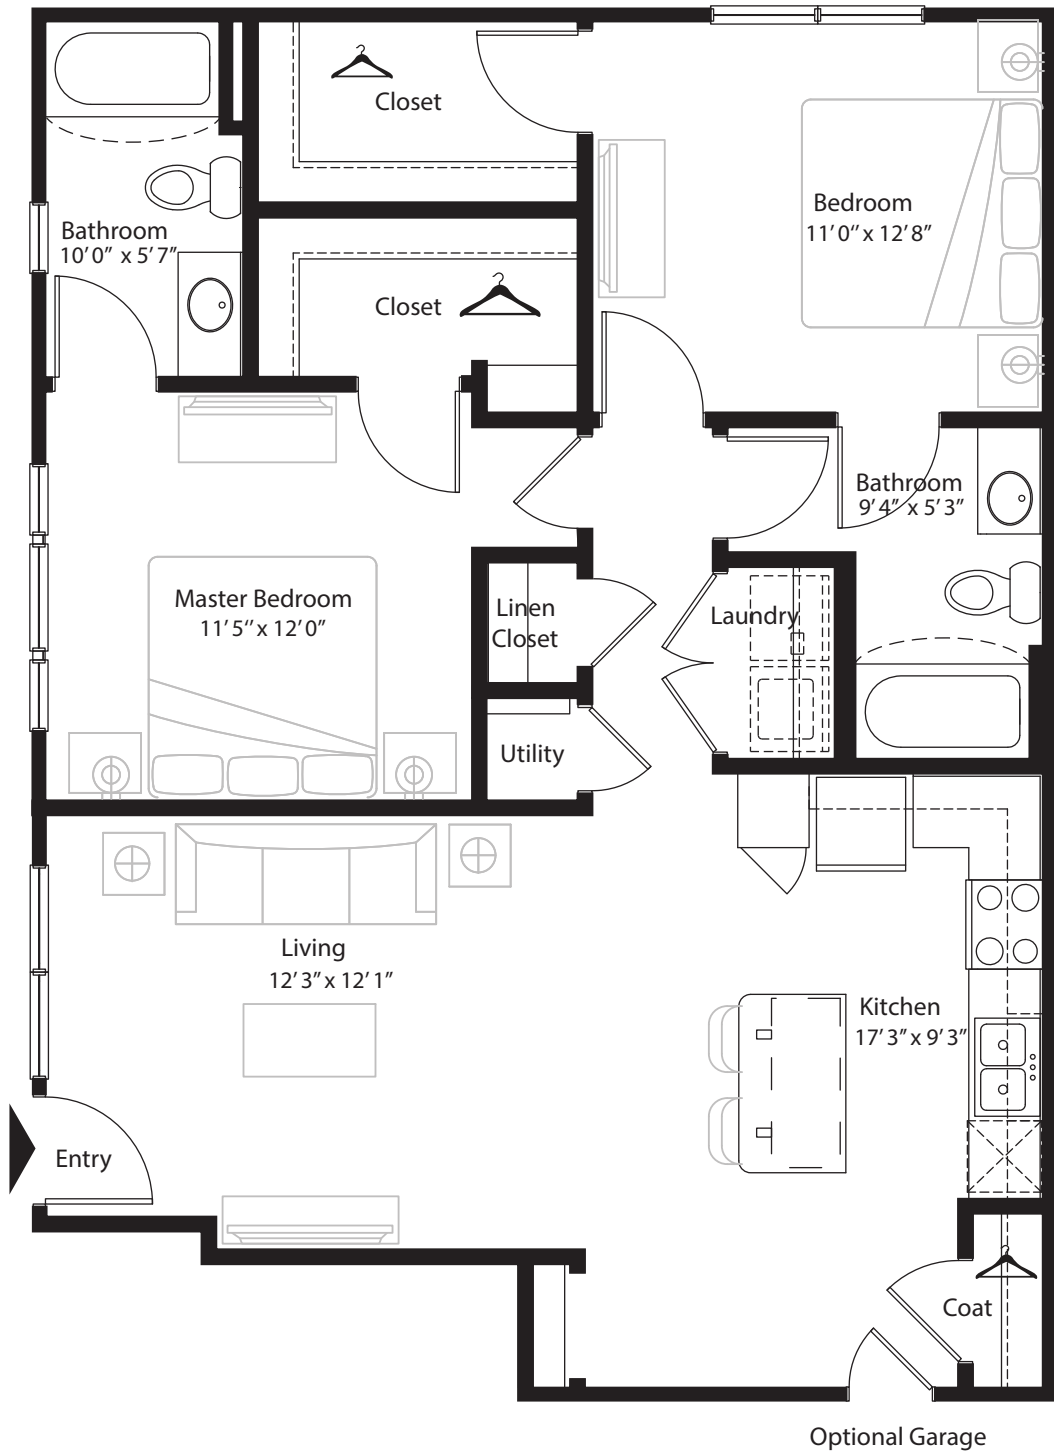 Closet
Bedroom
11'0" x 12'8"
Bathroom
10'0" x 5'7"
Closet
Bathroom
9'4" x 5'3"
Master Bedroom
11'5" x 12'0"
Linen
Closet
Laundry
Utility
Living
12'3" x 12'1"
Kitchen
17'3" x 9'3"
Entry
Coat
Optional Garage